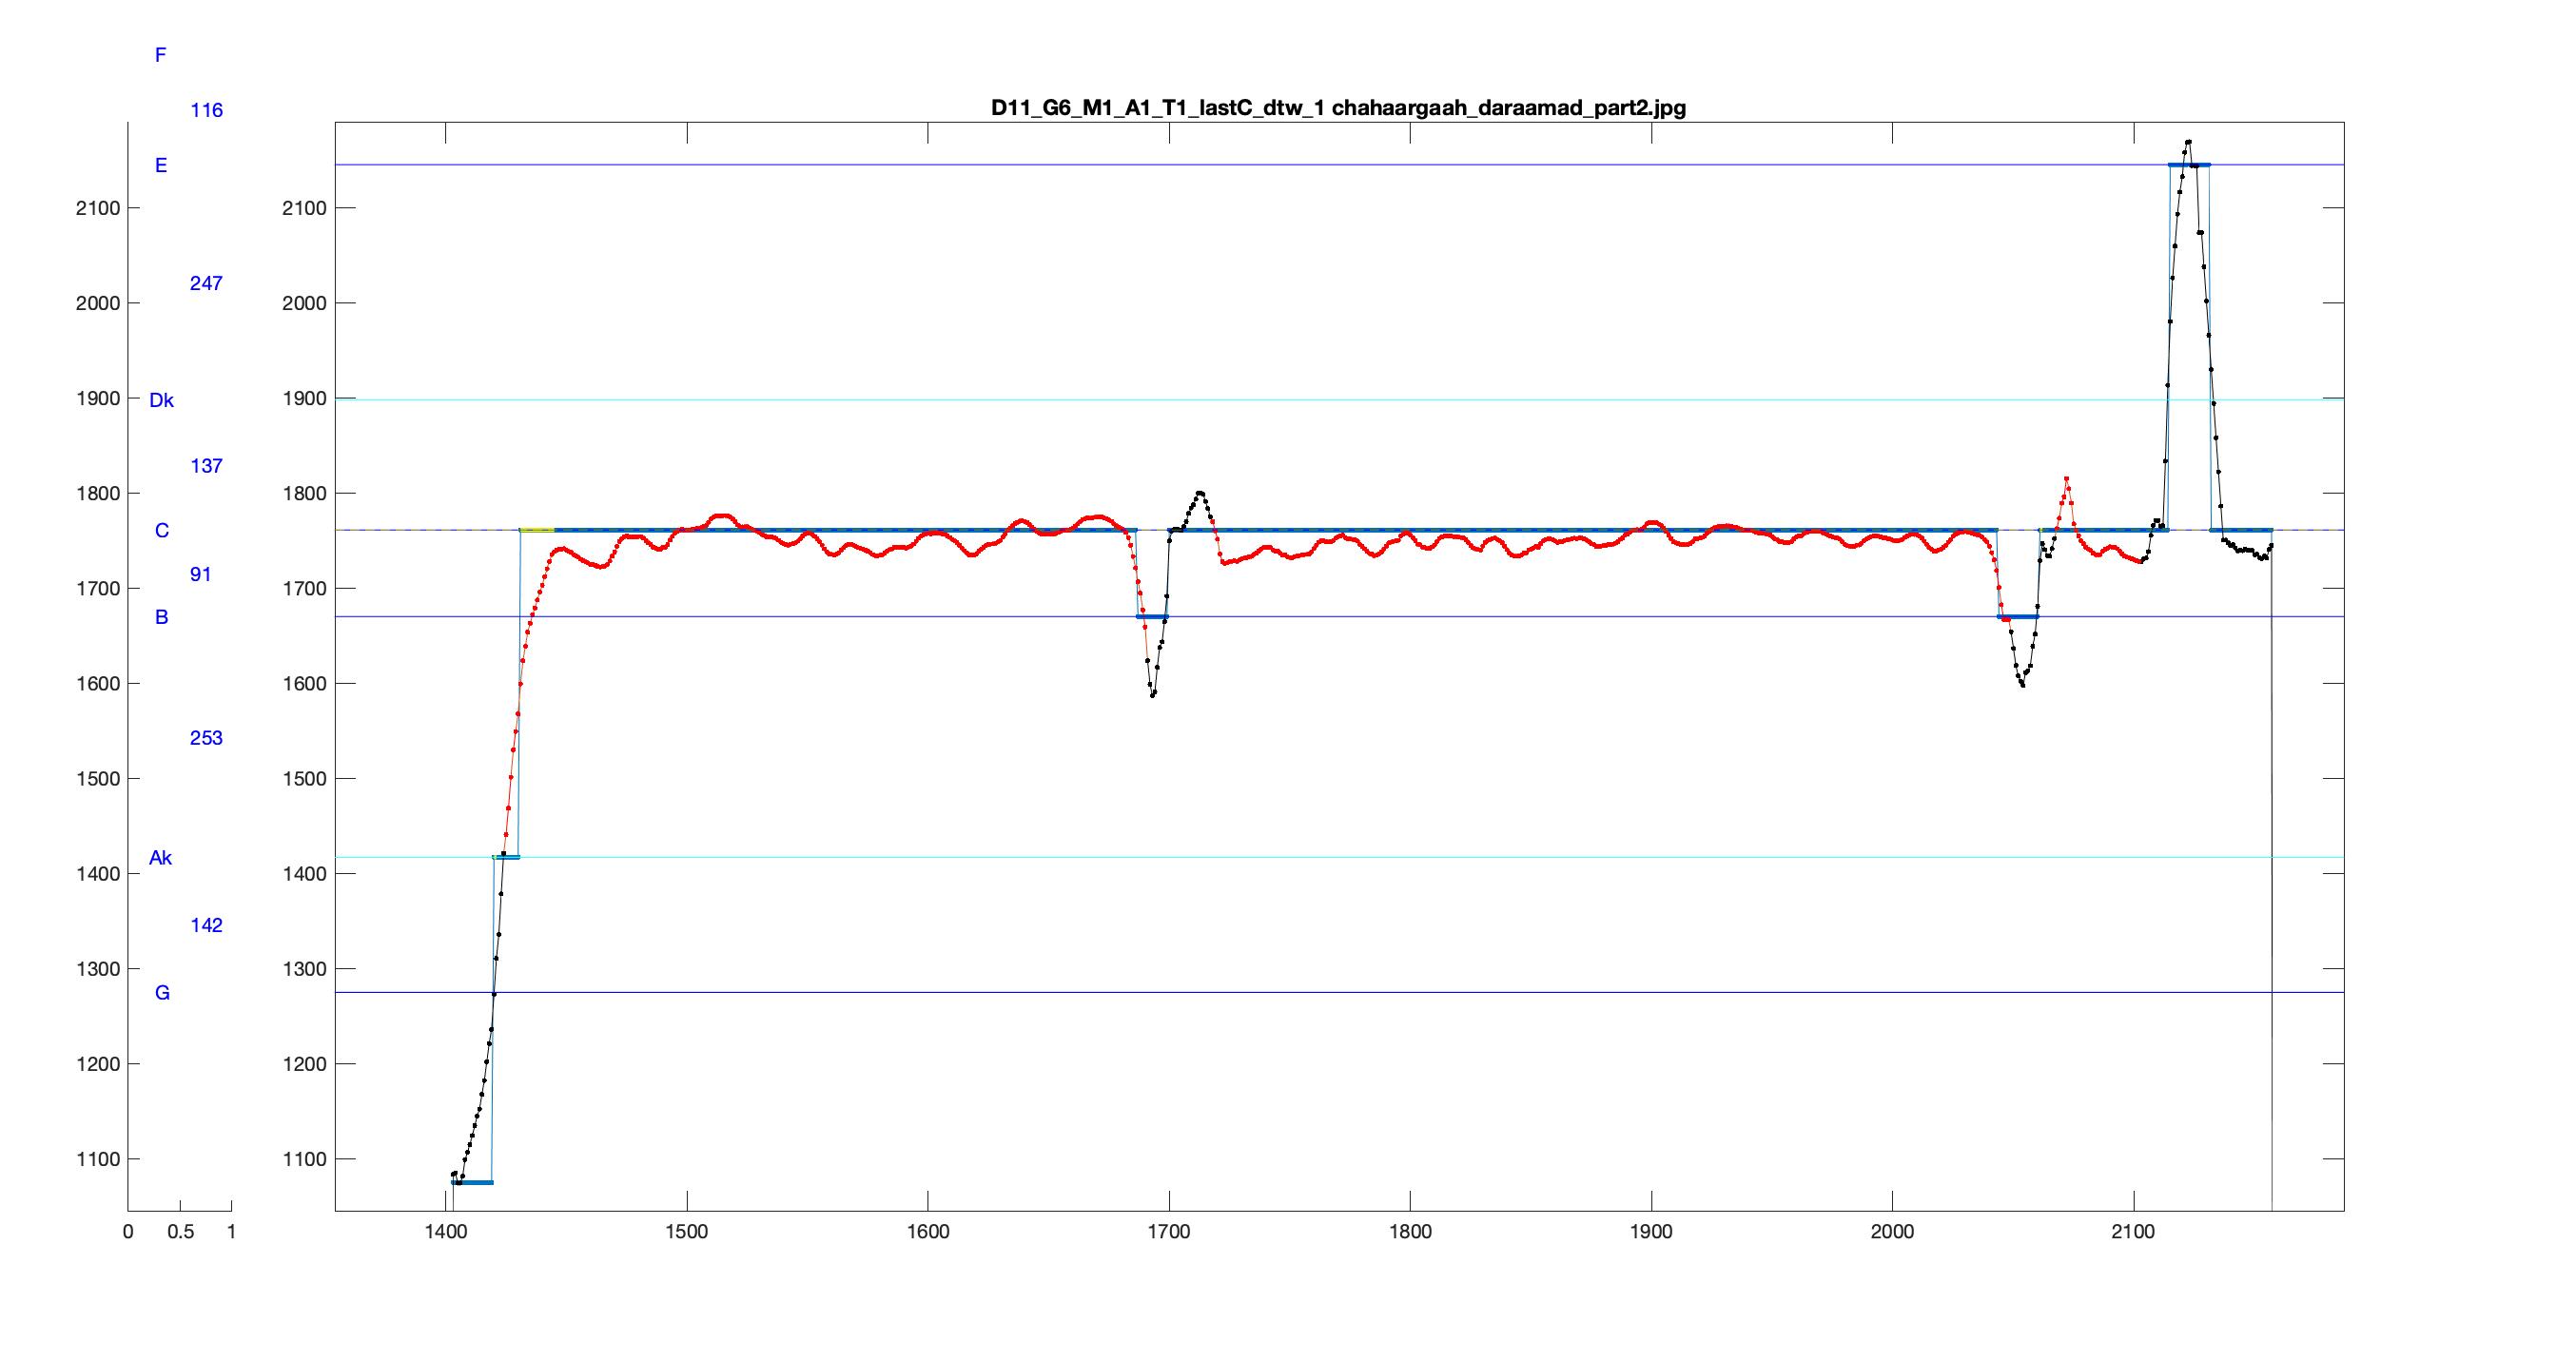 F
116
D11_G6_M1_A1_T1_lastC_dtw_1 chahaargaah_daraamad_part2.jpg
E
2100 2100
247
2000 2000
1900 Dk 1900
137
1800 1800
C
91
1700 1700
B
1600 1600
253
1500 1500
Ak
1400 1400
142
1300 1300
G
1200 1200
1100 1100
0 0.5 1 1400 1500 1600 1700 1800 1900 2000 2100